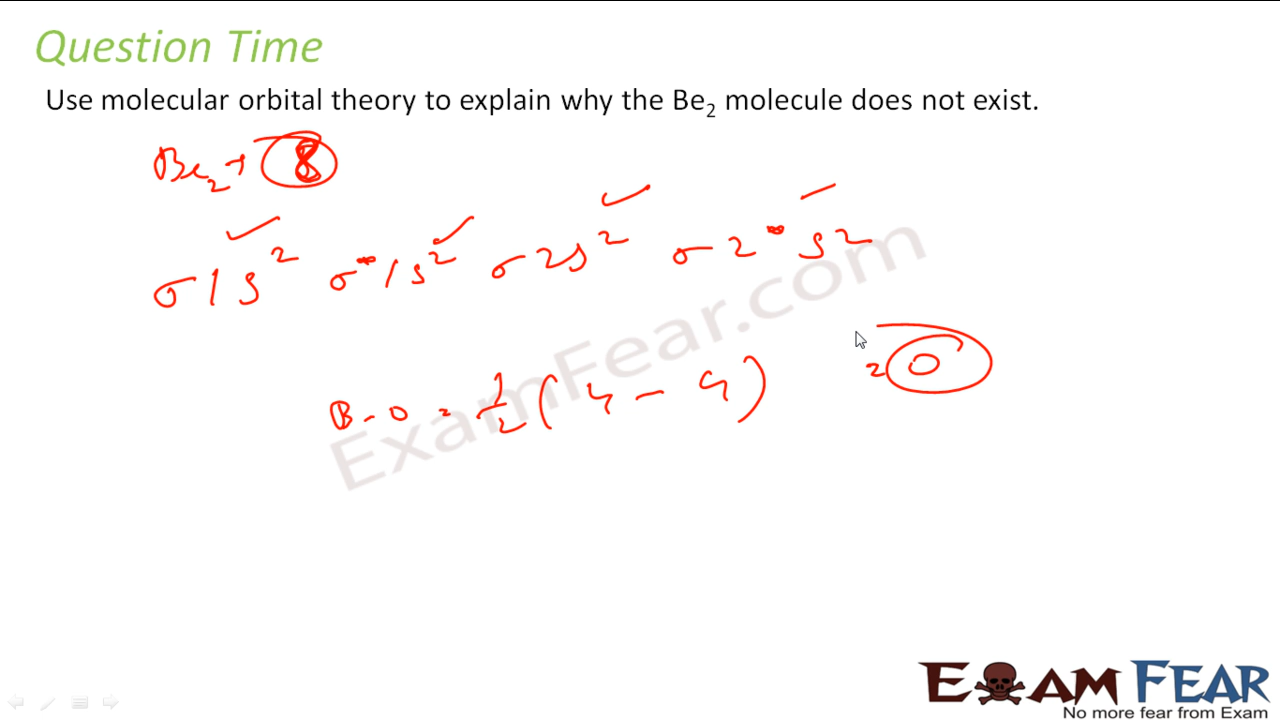 Question Time
Use molecular orbital theory to explain why the Be₂ molecule does not exist.
Be₂ → 8
σ1s² σ*1s² σ2s² σ2*s²
B.O = 1/2 (4 - 4) = 0
ExamFear.com
EXAM FEAR
No more fear from Exam